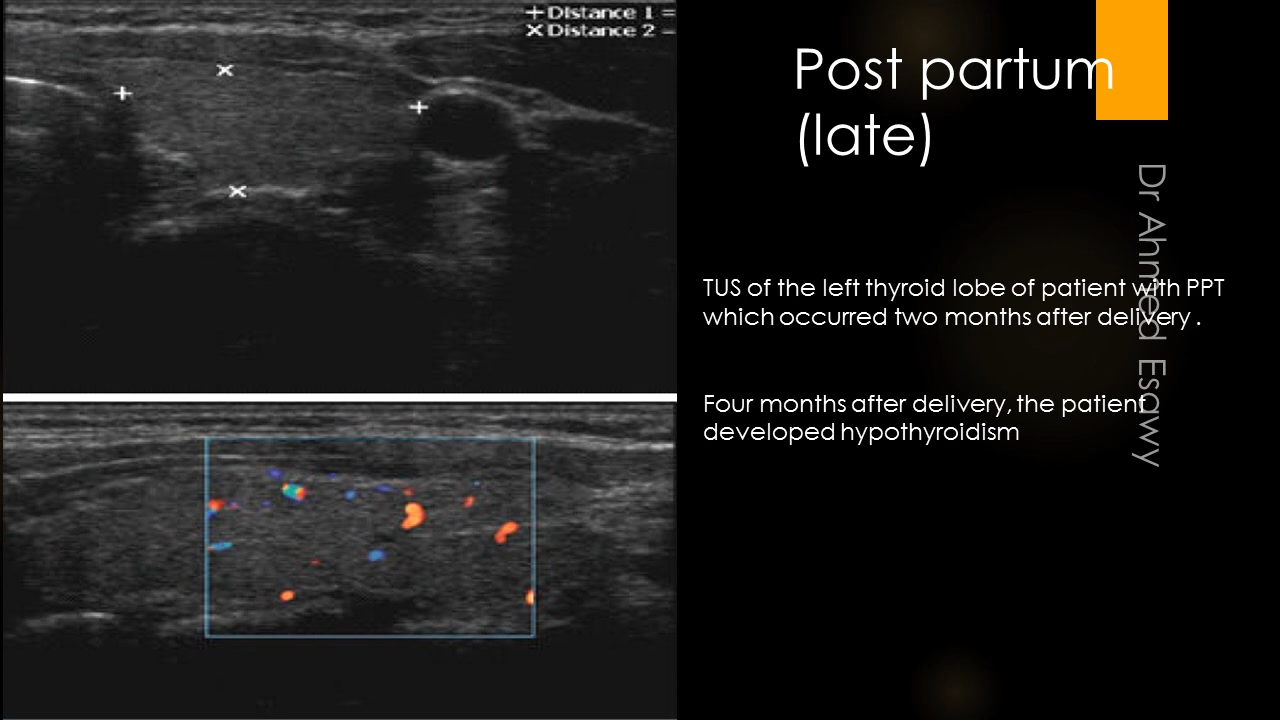 + Distance 1 =
× Distance 2 =
Post partum
(late)
TUS of the left thyroid lobe of patient with PPT
which occurred two months after delivery .
Four months after delivery, the patient
developed hypothyroidism
Dr Ahmed Esawy